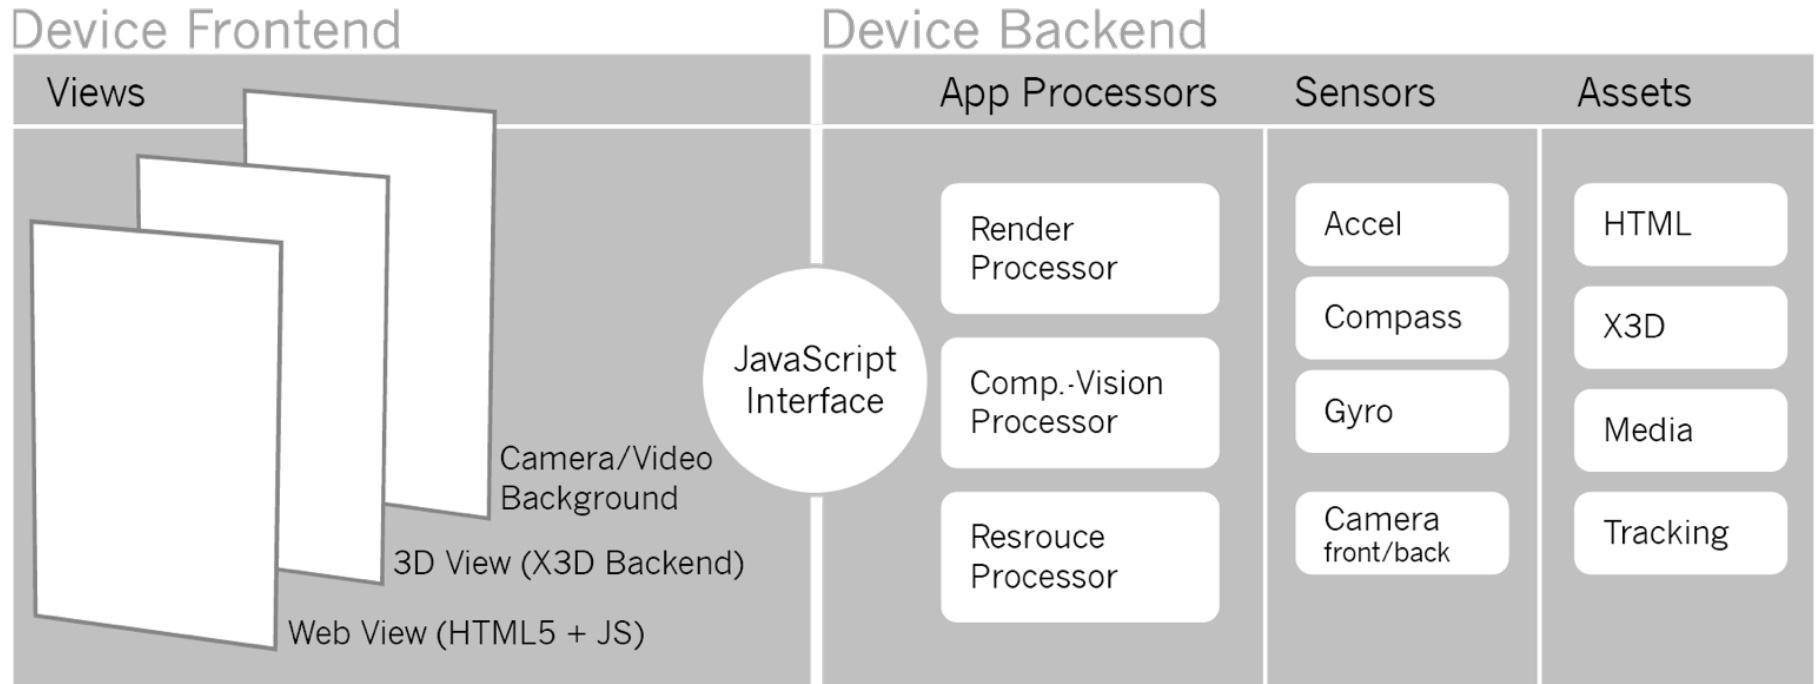 Device Frontend
Device Backend
Views
App Processors
Sensors
Assets
Camera/Video
Background
3D View (X3D Backend)
Web View (HTML5 + JS)
JavaScript
Interface
Render
Processor
Comp.-Vision
Processor
Resrouce
Processor
Accel
Compass
Gyro
Camera
front/back
HTML
X3D
Media
Tracking